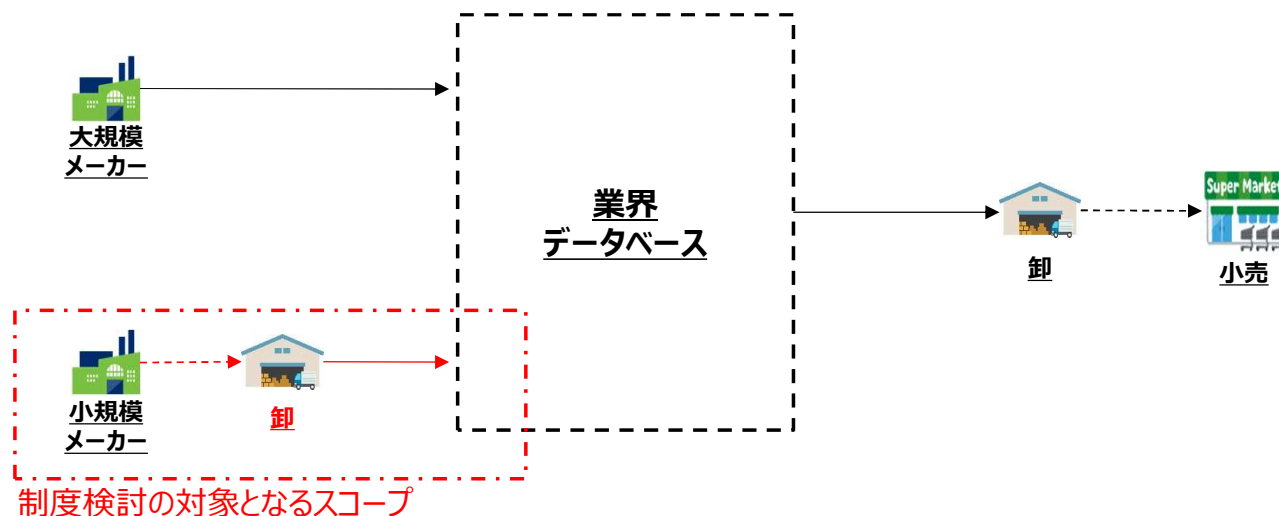 大規模
メーカー
業界
データベース
Super Market
卸
小売
小規模
メーカー
卸
制度検討の対象となるスコープ